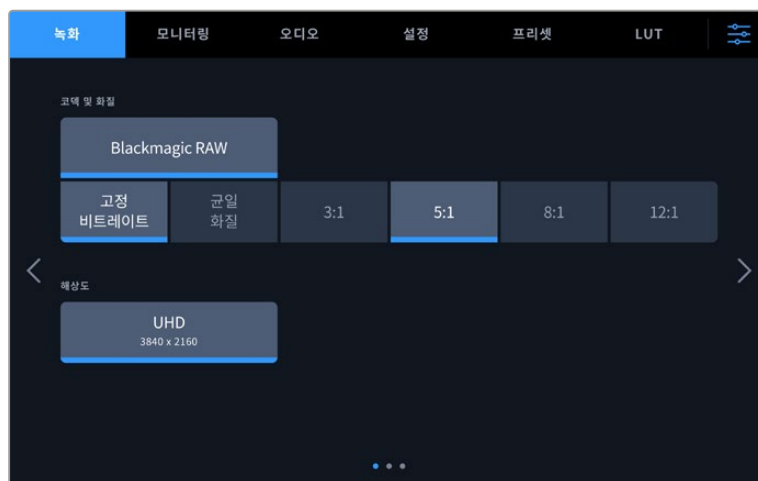 녹화 모니터링 오디오 설정 프리셋 LUT
코덱 및 화질
Blackmagic RAW
고정
비트레이트
균일
화질
3:1
5:1
8:1
12:1
해상도
UHD
3840 x 2160